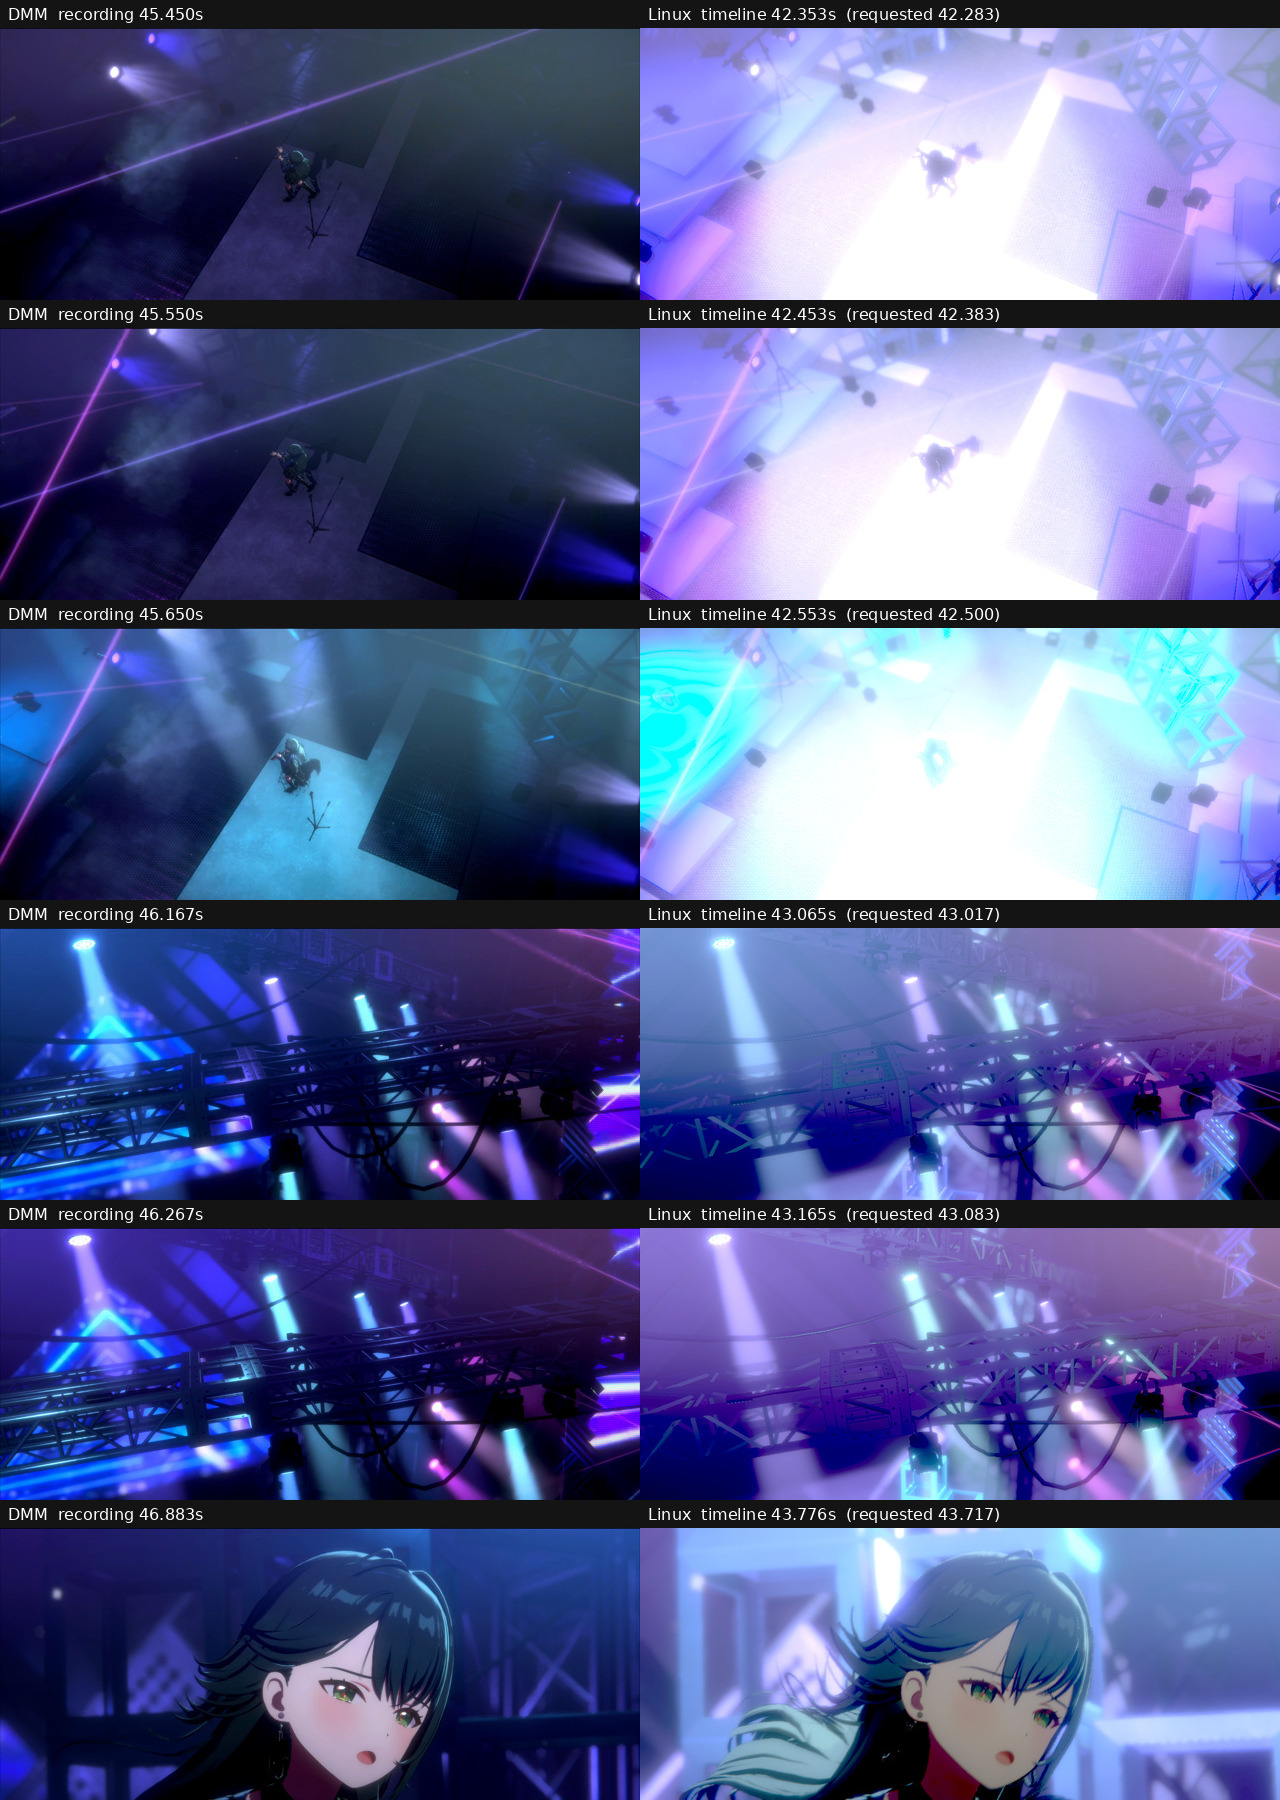 DMM  recording 45.450s
Linux  timeline 42.353s  (requested 42.283)
DMM  recording 45.550s
Linux  timeline 42.453s  (requested 42.383)
DMM  recording 45.650s
Linux  timeline 42.553s  (requested 42.500)
DMM  recording 46.167s
Linux  timeline 43.065s  (requested 43.017)
DMM  recording 46.267s
Linux  timeline 43.165s  (requested 43.083)
DMM  recording 46.883s
Linux  timeline 43.776s  (requested 43.717)